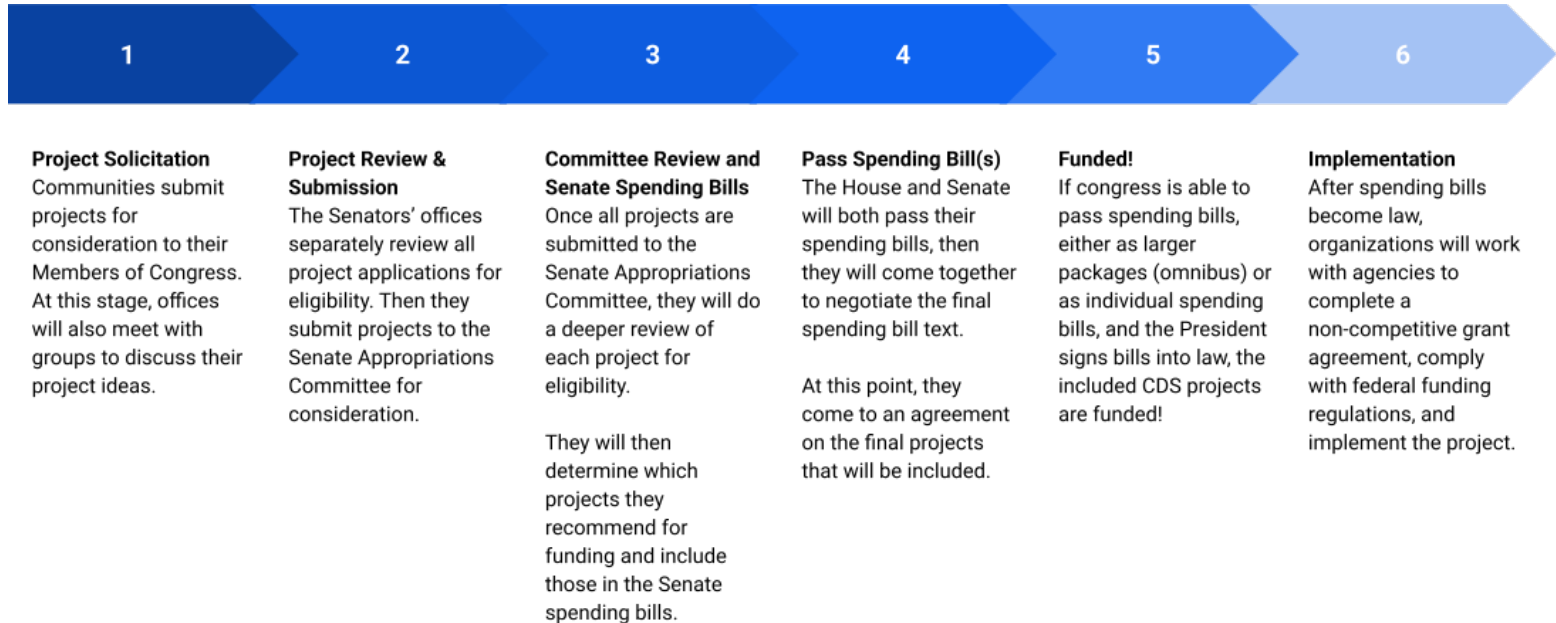 1
2
3
4
5
6
Project Solicitation
Communities submit
projects for
consideration to their
Members of Congress.
At this stage, offices
will also meet with
groups to discuss their
project ideas.
Project Review &
Submission
The Senators’ offices
separately review all
project applications for
eligibility. Then they
submit projects to the
Senate Appropriations
Committee for
consideration.
Committee Review and
Senate Spending Bills
Once all projects are
submitted to the
Senate Appropriations
Committee, they will do
a deeper review of
each project for
eligibility.
They will then
determine which
projects they
recommend for
funding and include
those in the Senate
spending bills.
Pass Spending Bill(s)
The House and Senate
will both pass their
spending bills, then
they will come together
to negotiate the final
spending bill text.
At this point, they
come to an agreement
on the final projects
that will be included.
Funded!
If congress is able to
pass spending bills,
either as larger
packages (omnibus) or
as individual spending
bills, and the President
signs bills into law, the
included CDS projects
are funded!
Implementation
After spending bills
become law,
organizations will work
with agencies to
complete a
non-competitive grant
agreement, comply
with federal funding
regulations, and
implement the project.